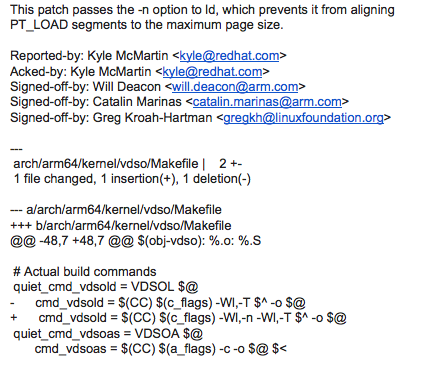 This patch passes the -n option to ld, which prevents it from aligning
PT_LOAD segments to the maximum page size.
Reported-by: Kyle McMartin <kyle@redhat.com>
Acked-by: Kyle McMartin <kyle@redhat.com>
Signed-off-by: Will Deacon <will.deacon@arm.com>
Signed-off-by: Catalin Marinas <catalin.marinas@arm.com>
Signed-off-by: Greg Kroah-Hartman <gregkh@linuxfoundation.org>
---
arch/arm64/kernel/vdso/Makefile | 2 +-
1 file changed, 1 insertion(+), 1 deletion(-)
--- a/arch/arm64/kernel/vdso/Makefile
+++ b/arch/arm64/kernel/vdso/Makefile
@@ -48,7 +48,7 @@ $(obj-vdso): %.o: %.S
# Actual build commands
quiet_cmd_vdsold = VDSOL $@
- cmd_vdsold = $(CC) $(c_flags) -Wl,-T $^ -o $@
+ cmd_vdsold = $(CC) $(c_flags) -Wl,-n -Wl,-T $^ -o $@
quiet_cmd_vdsoas = VDSOA $@
cmd_vdsoas = $(CC) $(a_flags) -c -o $@ $<